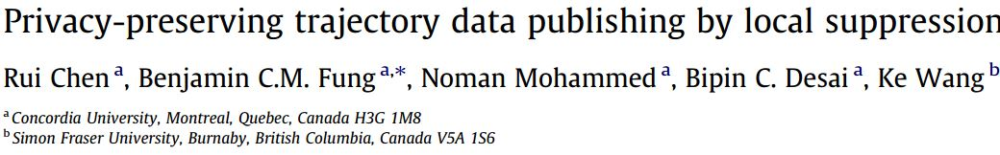 Privacy-preserving trajectory data publishing by local suppression
Rui Chen a, Benjamin C.M. Fung a,*, Noman Mohammed a, Bipin C. Desai a, Ke Wang b
a Concordia University, Montreal, Quebec, Canada H3G 1M8
b Simon Fraser University, Burnaby, British Columbia, Canada V5A 1S6